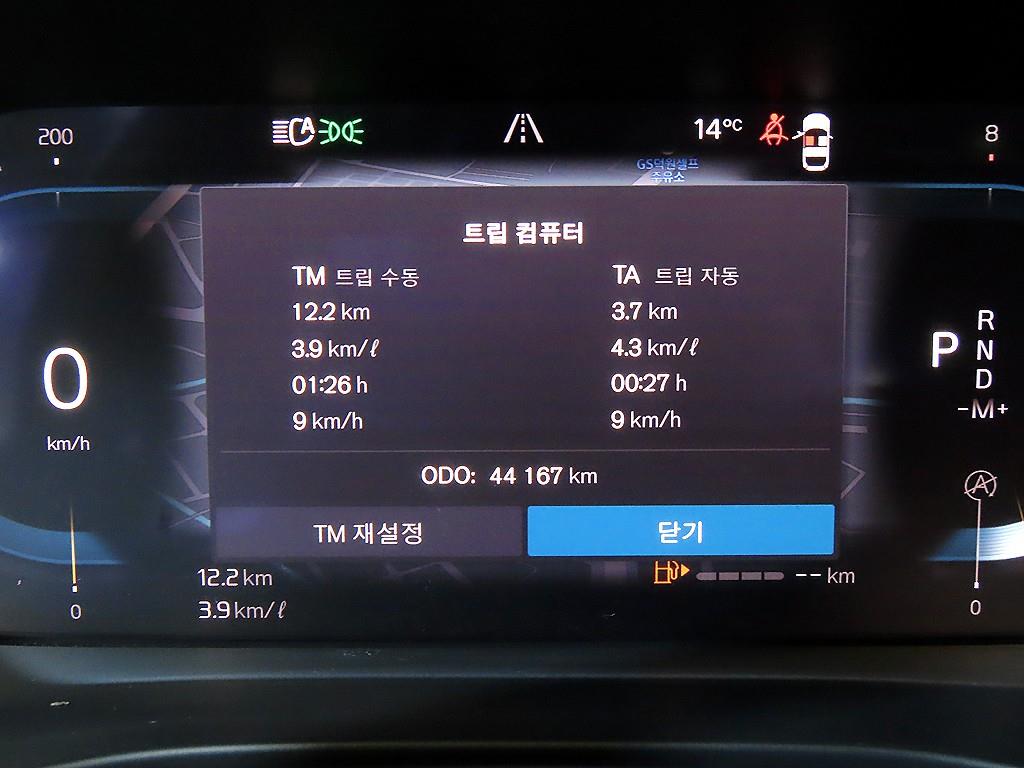 200
A
14°C
8
GS덕원셀프
주유소
트립 컴퓨터
TM 트립 수동
TA 트립 자동
12.2 km
3.7 km
3.9 km/ℓ
4.3 km/ℓ
01:26 h
00:27 h
9 km/h
9 km/h
ODO: 44 167 km
TM 재설정
닫기
0
km/h
P
R
N
D
-M+
A
12.2 km
3.9 km/ℓ
-- km
0
0